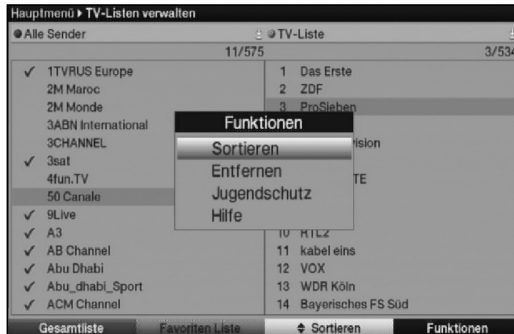 Hauptmenü ▸ TV-Listen verwalten
Alle Sender
11/575
✓ 1TVRUS Europe
2M Maroc
2M Monde
3ABN International
3CHANNEL
✓ 3sat
4fun.TV
50 Canale
✓ 9Live
✓ A3
✓ AB Channel
✓ Abu Dhabi
✓ Abu_dhabi_Sport
✓ ACM Channel
TV-Liste
3/534
1 Das Erste
2 ZDF
3 ProSieben
10 RTL2
11 kabel eins
12 VOX
13 WDR Köln
14 Bayerisches FS Süd
Funktionen
Sortieren
Entfernen
Jugendschutz
Hilfe
Gesamtliste
Favoriten Liste
Sortieren
Funktionen